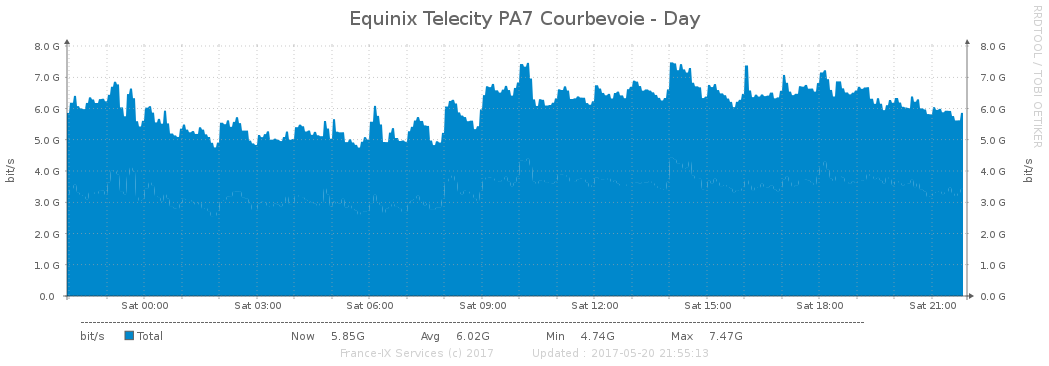 Equinix Telecity PA7 Courbevoie - Day
RRDTOOL / TOBI OETIKER
bit/s
8.0 G
7.0 G
6.0 G
5.0 G
4.0 G
3.0 G
2.0 G
1.0 G
0.0
8.0 G
7.0 G
6.0 G
5.0 G
4.0 G
3.0 G
2.0 G
1.0 G
0.0 G
bit/s
Sat 00:00 Sat 03:00 Sat 06:00 Sat 09:00 Sat 12:00 Sat 15:00 Sat 18:00 Sat 21:00
bit/s Total Now 5.85G Avg 6.02G Min 4.74G Max 7.47G
France-IX Services (c) 2017 Updated : 2017-05-20 21:55:13